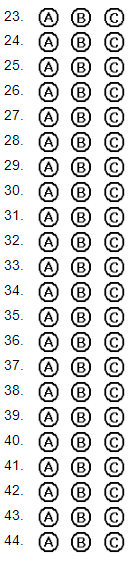 23. A B C
24. A B C
25. A B C
26. A B C
27. A B C
28. A B C
29. A B C
30. A B C
31. A B C
32. A B C
33. A B C
34. A B C
35. A B C
36. A B C
37. A B C
38. A B C
39. A B C
40. A B C
41. A B C
42. A B C
43. A B C
44. A B C